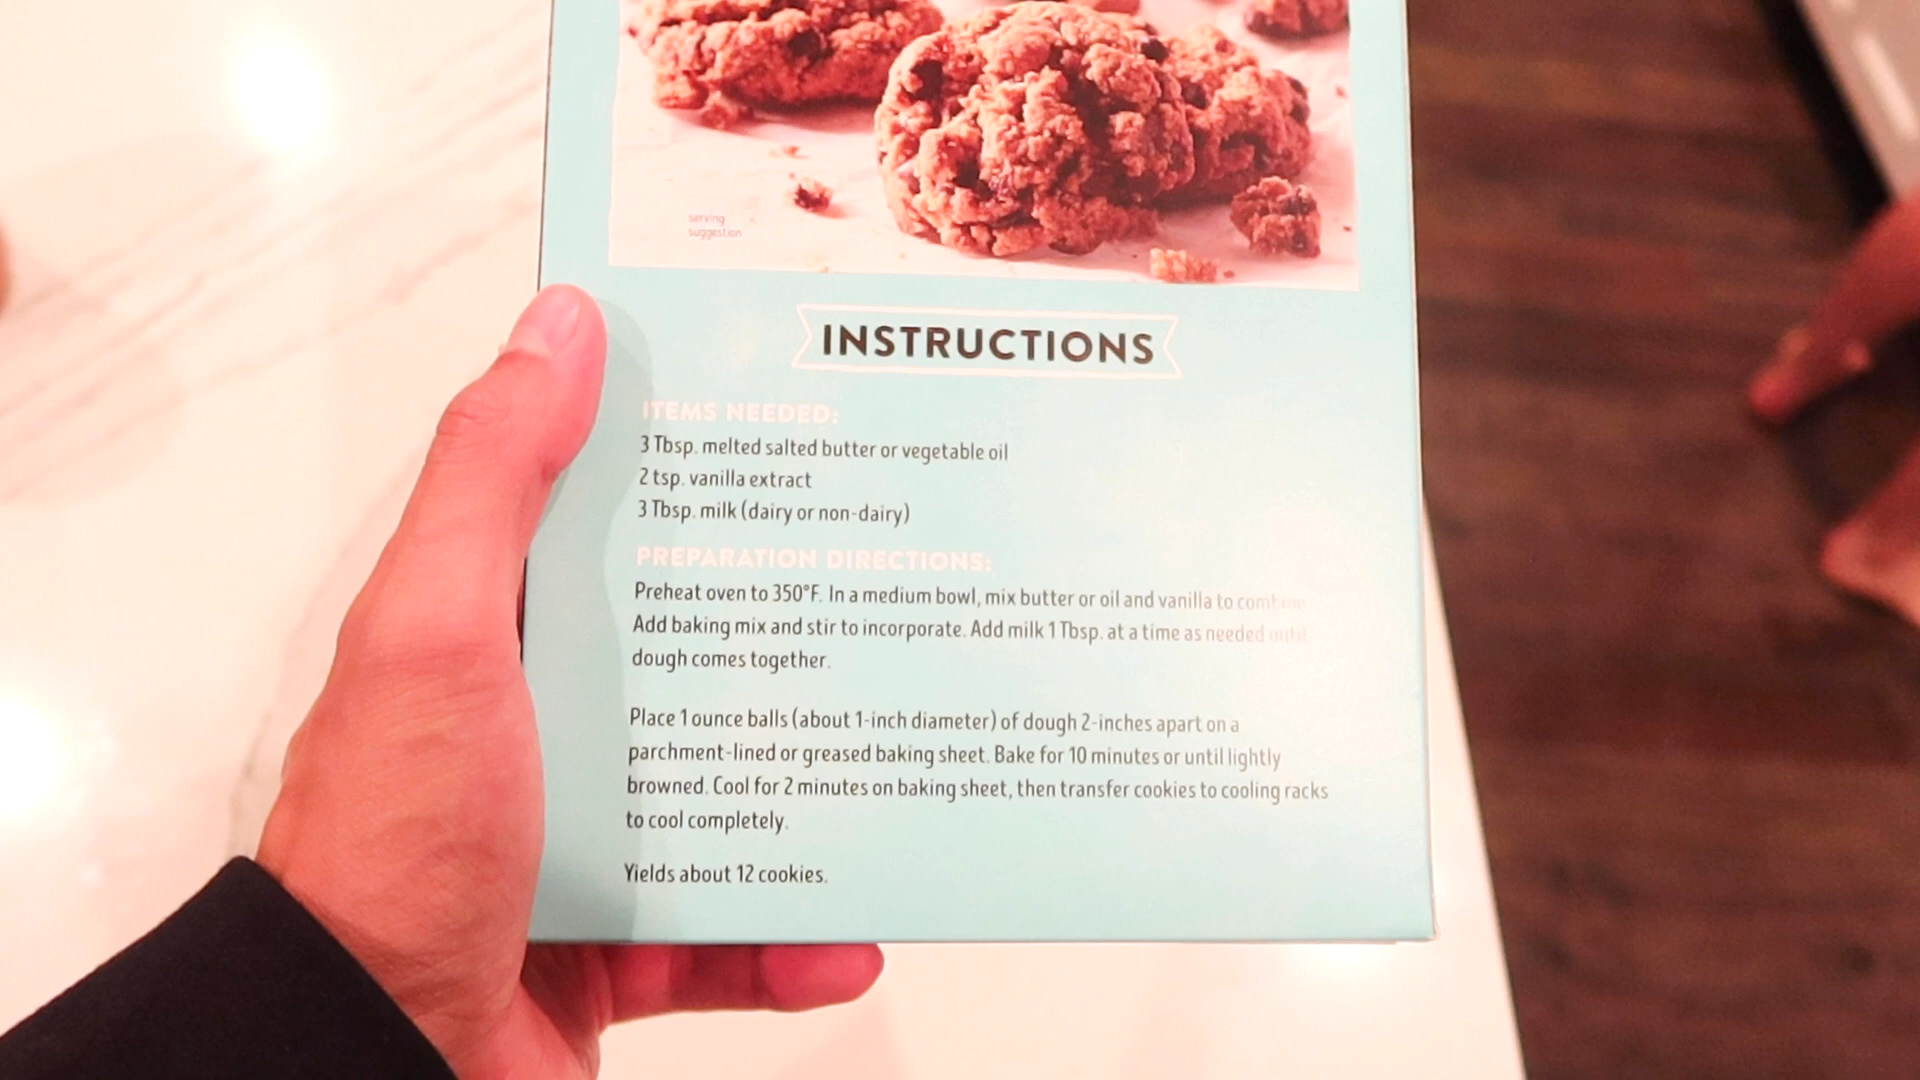 serving
suggestion
INSTRUCTIONS
ITEMS NEEDED:
3 Tbsp. melted salted butter or vegetable oil
2 tsp. vanilla extract
3 Tbsp. milk (dairy or non-dairy)
PREPARATION DIRECTIONS:
Preheat oven to 350°F. In a medium bowl, mix butter or oil and vanilla to combine.
Add baking mix and stir to incorporate. Add milk 1 Tbsp. at a time as needed until
dough comes together.
Place 1 ounce balls (about 1-inch diameter) of dough 2-inches apart on a
parchment-lined or greased baking sheet. Bake for 10 minutes or until lightly
browned. Cool for 2 minutes on baking sheet, then transfer cookies to cooling racks
to cool completely.
Yields about 12 cookies.